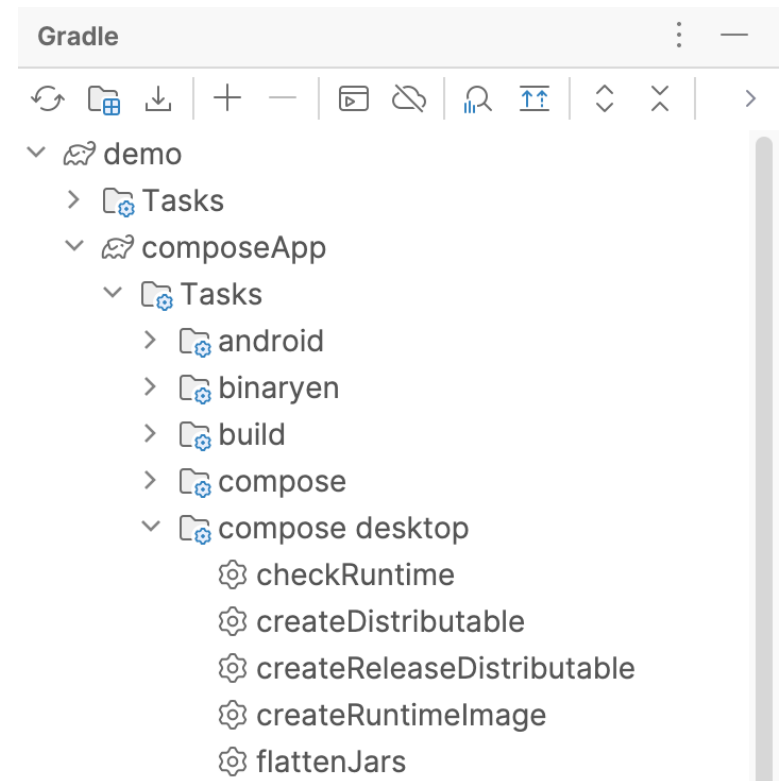 Gradle
demo
Tasks
composeApp
Tasks
android
binaryen
build
compose
compose desktop
checkRuntime
createDistributable
createReleaseDistributable
createRuntimeImage
flattenJars